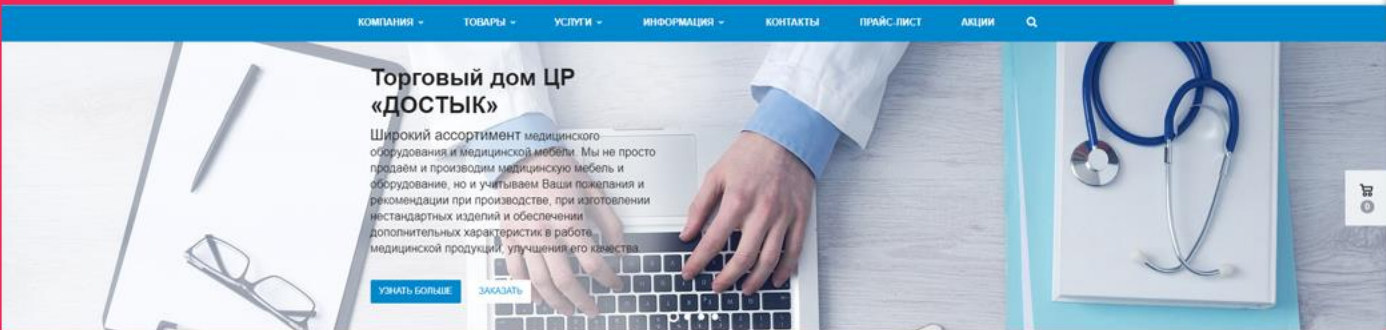 КОМПАНИЯ ТОВАРЫ УСЛУГИ ИНФОРМАЦИЯ КОНТАКТЫ ПРАЙС-ЛИСТ АКЦИИ
Торговый дом ЦР
«ДОСТЫК»
Широкий ассортимент медицинского
оборудования и медицинской мебели. Мы не просто
продаём и производим медицинскую мебель и
оборудование, но и учитываем Ваши пожелания и
рекомендации при производстве, при изготовлении
нестандартных изделий и обеспечении
дополнительных характеристик в работе
медицинской продукции, улучшения его качества.
УЗНАТЬ БОЛЬШЕ ЗАКАЗАТЬ
0